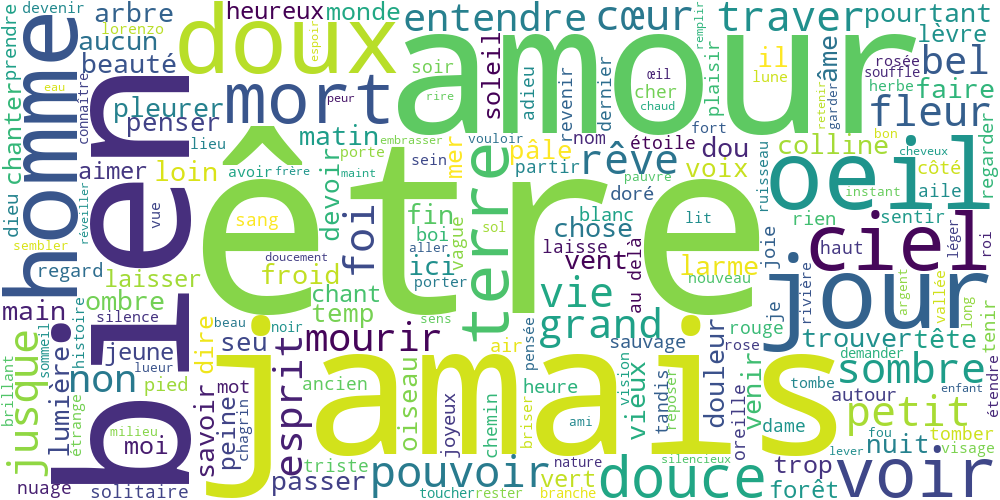 être
jamais
amour
bien
doux
jour
ciel
oeil
homme
mort
voir
terre
douce
pouvoir
rêve
fleur
sombre
grand
vie
petit
esprit
mourir
cœur
entendre
traver
bel
foi
jusque
non
devenir
arbre
lorenzo
heureux
monde
pourtant
lèvre
aucun
beauté
pleurer
penser
espoir
soir
rire
peur
œil
cher
chaud
soleil
adieu
revenir
dernier
plaisir
remplir
il
lune
garder
âme
rosée
souffle
herbe
faire
prendre
chanter
dieu
connaître
eau
matin
lieu
aimer
loin
avoir
frère
porte
maint
embrasser
sein
vouloir
mer
pâle
nom
étoile
partir
dou
voix
fort
colline
bon
cheveux
côté
regarder
ruisseau
instant
aile
vue
réveiller
sembler
regard
laisser
ombre
sang
doucement
froid
devoir
fin
boi
aller
ici
porter
vague
sol
doré
pauvre
blanc
lit
chose
laisse
vent
au delà
larme
nouveau
rien
sentir
joie
haut
léger
roi
main
silence
histoire
jeune
lueur
lumière
sommeil
brillant
étrange
pied
milieu
moi
nuage
solitaire
dire
savoir
beau
noir
seu
peiner
mot
chagrin
chant
temp
sens
ancien
triste
passer
oiseau
joyeux
chemin
air
pensée
heure
briser
ami
nature
vert
branche
toucher
rester
sauvage
vision
vieux
tandis
reposer
silencieux
douleur
rouge
rose
oreille
venir
dame
tombe
trop
forêt
je
rivière
trouver
tête
demander
autour
fou
lever
nuit
argent
vallée
long
tenir
enfant
étendre
tomber
visage